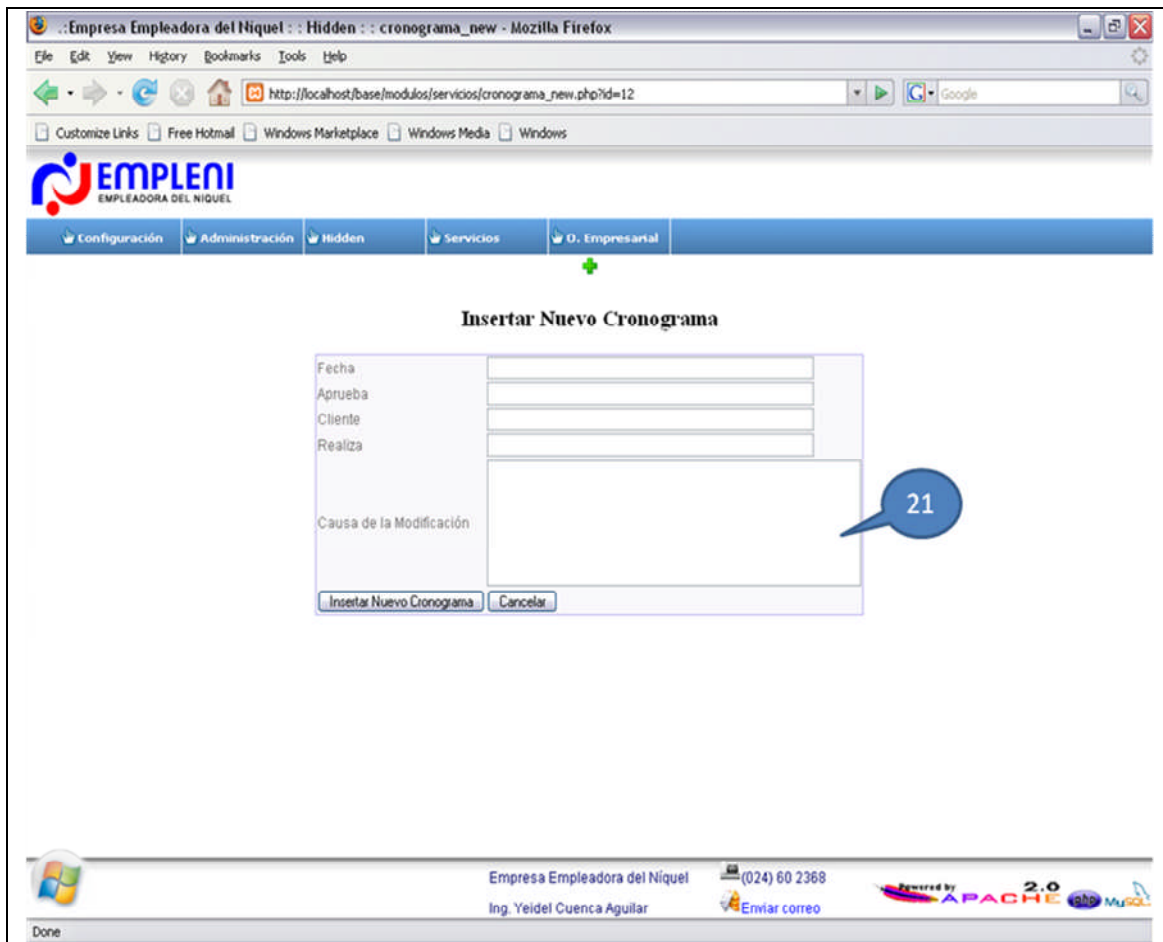 .:Empresa Empleadora del Níquel : : Hidden : : cronograma_new - Mozilla Firefox
File Edit View History Bookmarks Tools Help
http://localhost/base/modulos/servicios/cronograma_new.php?id=12
G Google
Customize Links Free Hotmail Windows Marketplace Windows Media Windows
EMPLENI
EMPLEADORA DEL NIQUEL
Configuración Administración Hidden Servicios O. Empresarial
Insertar Nuevo Cronograma
Fecha
Aprueba
Cliente
Realiza
Causa de la Modificación
21
Insertar Nuevo Cronograma Cancelar
Empresa Empleadora del Níquel (024) 60 2368
Ing. Yeidel Cuenca Aguilar Enviar correo
Powered by APACHE 2.0 php MySQL
Done